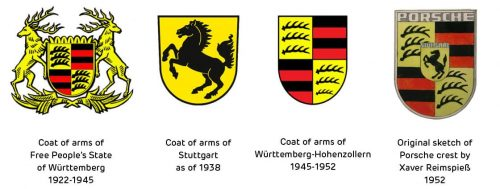 PORSCHE
STUTTGART
Coat of arms of
Free People's State
of Württemberg
1922-1945
Coat of arms of
Stuttgart
as of 1938
Coat of arms of
Württemberg-Hohenzollern
1945-1952
Original sketch of
Porsche crest by
Xaver Reimspieß
1952